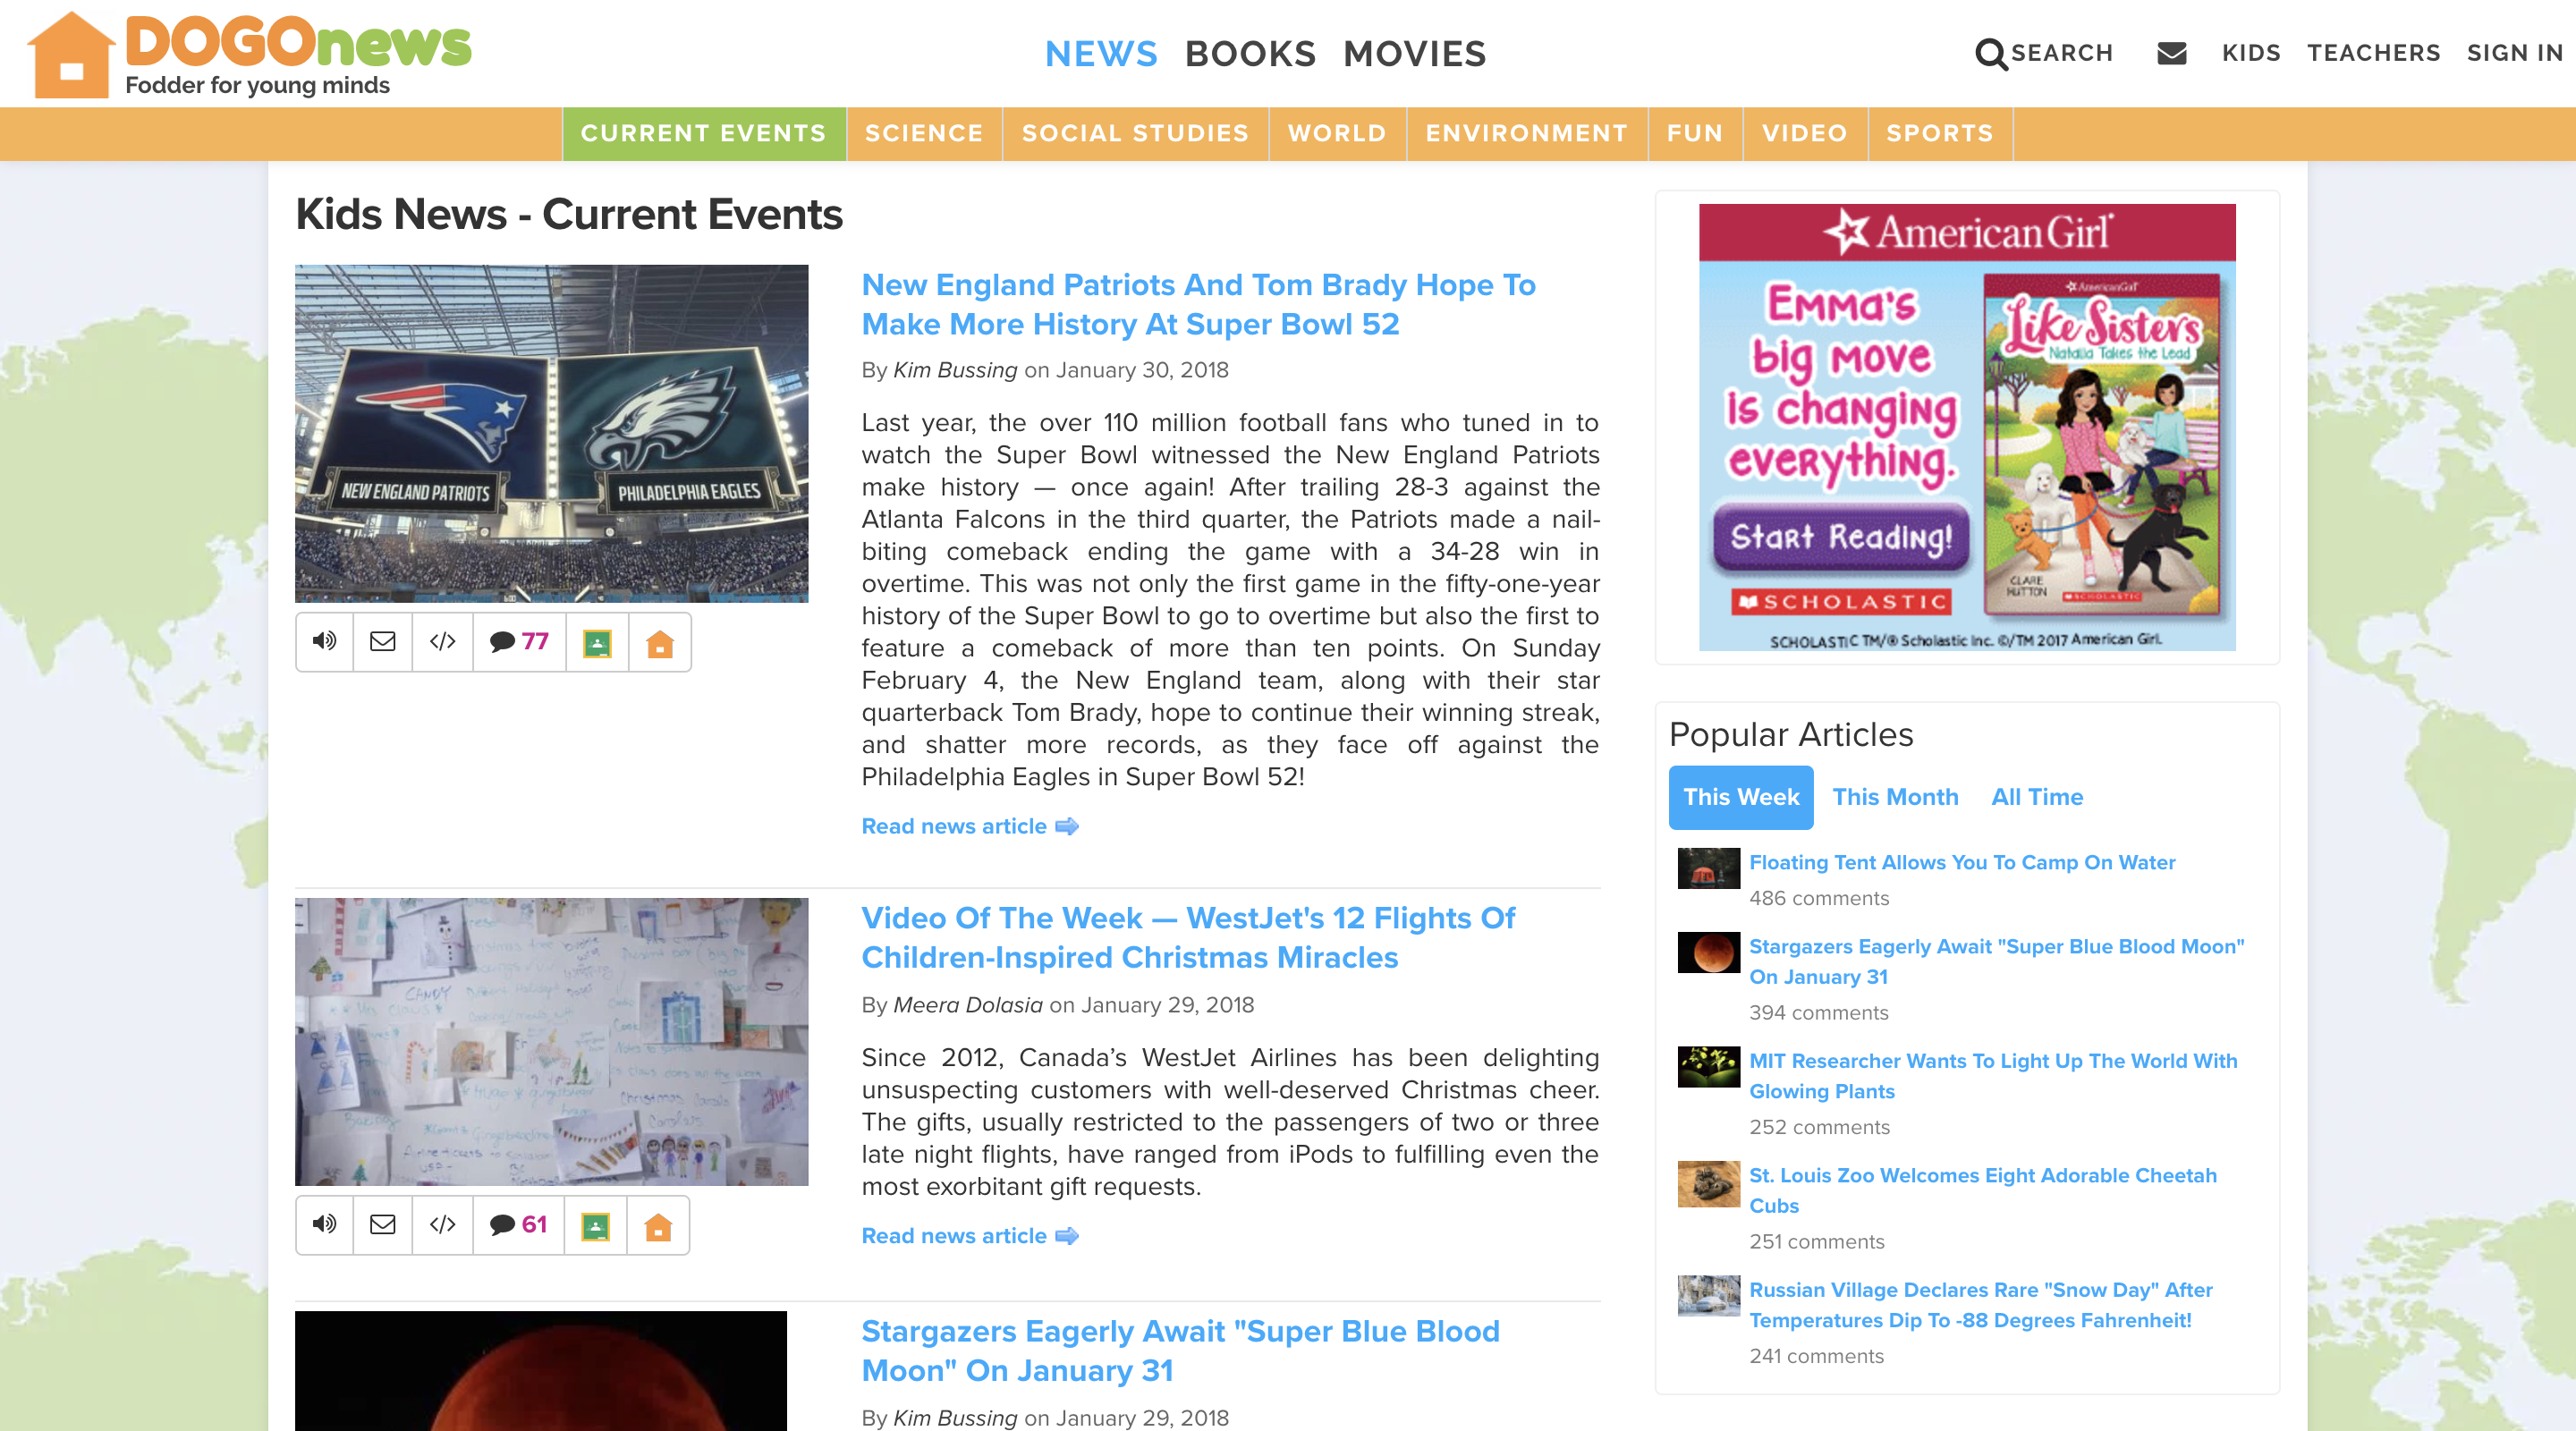 DOGOnews
Fodder for young minds
NEWS BOOKS MOVIES
SEARCH KIDS TEACHERS SIGN IN
CURRENT EVENTS SCIENCE SOCIAL STUDIES WORLD ENVIRONMENT FUN VIDEO SPORTS
Kids News - Current Events
NEW ENGLAND PATRIOTS
PHILADELPHIA EAGLES
77
New England Patriots And Tom Brady Hope To
Make More History At Super Bowl 52
By Kim Bussing on January 30, 2018
Last year, the over 110 million football fans who tuned in to
watch the Super Bowl witnessed the New England Patriots
make history — once again! After trailing 28-3 against the
Atlanta Falcons in the third quarter, the Patriots made a nail-
biting comeback ending the game with a 34-28 win in
overtime. This was not only the first game in the fifty-one-year
history of the Super Bowl to go to overtime but also the first to
feature a comeback of more than ten points. On Sunday
February 4, the New England team, along with their star
quarterback Tom Brady, hope to continue their winning streak,
and shatter more records, as they face off against the
Philadelphia Eagles in Super Bowl 52!
Read news article
CANDY
61
Video Of The Week — WestJet's 12 Flights Of
Children-Inspired Christmas Miracles
By Meera Dolasia on January 29, 2018
Since 2012, Canada’s WestJet Airlines has been delighting
unsuspecting customers with well-deserved Christmas cheer.
The gifts, usually restricted to the passengers of two or three
late night flights, have ranged from iPods to fulfilling even the
most exorbitant gift requests.
Read news article
Stargazers Eagerly Await "Super Blue Blood
Moon" On January 31
By Kim Bussing on January 29, 2018
American Girl
Emma's
big move
is changing
everything.
Start Reading!
SCHOLASTIC
American Girl
Like Sisters
Natalia Takes the Lead
CLARE
HUTTON
SCHOLASTIC
SCHOLASTIC TM/® Scholastic Inc. ©/TM 2017 American Girl.
Popular Articles
This Week This Month All Time
Floating Tent Allows You To Camp On Water
486 comments
Stargazers Eagerly Await "Super Blue Blood Moon"
On January 31
394 comments
MIT Researcher Wants To Light Up The World With
Glowing Plants
252 comments
St. Louis Zoo Welcomes Eight Adorable Cheetah
Cubs
251 comments
Russian Village Declares Rare "Snow Day" After
Temperatures Dip To -88 Degrees Fahrenheit!
241 comments